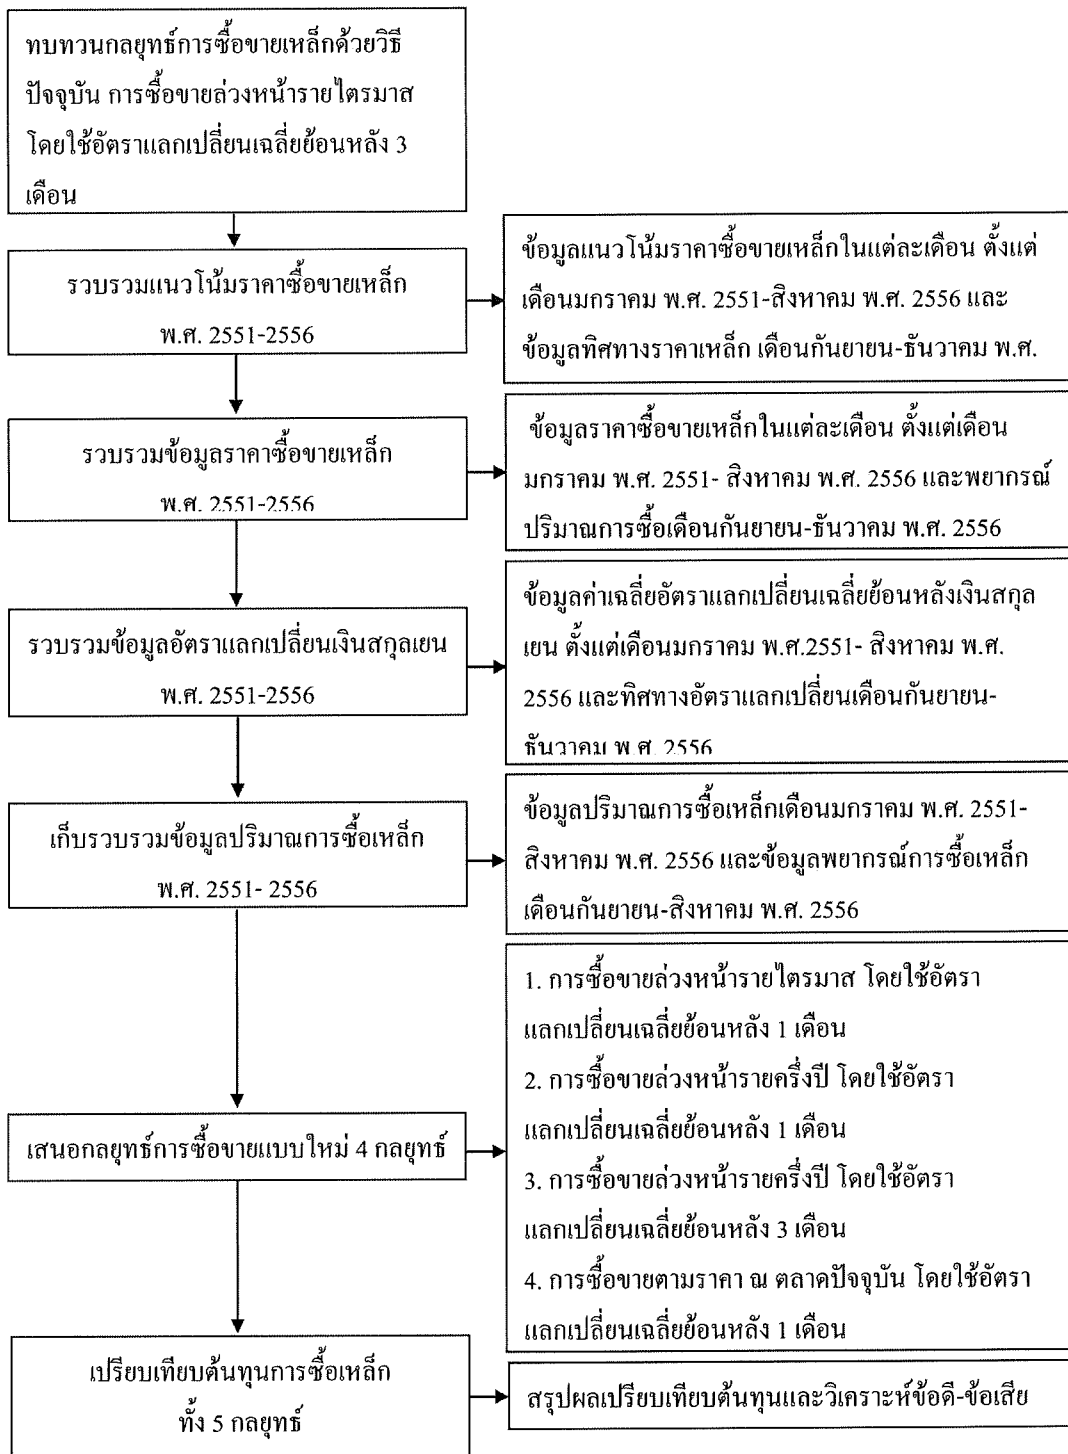 ทบทวนกลยุทธ์การซื้อขายเหล็กด้วยวิธี
ปัจจุบัน การซื้อขายล่วงหน้ารายไตรมาส
โดยใช้อัตราแลกเปลี่ยนเฉลี่ยย้อนหลัง 3
เดือน
รวบรวมแนวโน้มราคาซื้อขายเหล็ก
พ.ศ. 2551-2556
ข้อมูลแนวโน้มราคาซื้อขายเหล็กในแต่ละเดือน ตั้งแต่
เดือนมกราคม พ.ศ. 2551-สิงหาคม พ.ศ. 2556 และ
ข้อมูลทิศทางราคาเหล็ก เดือนกันยายน-ธันวาคม พ.ศ.
รวบรวมข้อมูลราคาซื้อขายเหล็ก
พ.ศ. 2551-2556
ข้อมูลราคาซื้อขายเหล็กในแต่ละเดือน ตั้งแต่เดือน
มกราคม พ.ศ. 2551- สิงหาคม พ.ศ. 2556 และพยากรณ์
ปริมาณการซื้อเดือนกันยายน-ธันวาคม พ.ศ. 2556
รวบรวมข้อมูลอัตราแลกเปลี่ยนเงินสกุลเยน
พ.ศ. 2551-2556
ข้อมูลค่าเฉลี่ยอัตราแลกเปลี่ยนเฉลี่ยย้อนหลังเงินสกุล
เยน ตั้งแต่เดือนมกราคม พ.ศ.2551- สิงหาคม พ.ศ.
2556 และทิศทางอัตราแลกเปลี่ยนเดือนกันยายน-
ธันวาคม พ.ศ. 2556
เก็บรวบรวมข้อมูลปริมาณการซื้อเหล็ก
พ.ศ. 2551- 2556
ข้อมูลปริมาณการซื้อเหล็กเดือนมกราคม พ.ศ. 2551-
สิงหาคม พ.ศ. 2556 และข้อมูลพยากรณ์การซื้อเหล็ก
เดือนกันยายน-สิงหาคม พ.ศ. 2556
เสนอกลยุทธ์การซื้อขายแบบใหม่ 4 กลยุทธ์
1. การซื้อขายล่วงหน้ารายไตรมาส โดยใช้อัตรา
แลกเปลี่ยนเฉลี่ยย้อนหลัง 1 เดือน
2. การซื้อขายล่วงหน้ารายครึ่งปี โดยใช้อัตรา
แลกเปลี่ยนเฉลี่ยย้อนหลัง 1 เดือน
3. การซื้อขายล่วงหน้ารายครึ่งปี โดยใช้อัตรา
แลกเปลี่ยนเฉลี่ยย้อนหลัง 3 เดือน
4. การซื้อขายตามราคา ณ ตลาดปัจจุบัน โดยใช้อัตรา
แลกเปลี่ยนเฉลี่ยย้อนหลัง 1 เดือน
เปรียบเทียบต้นทุนการซื้อเหล็ก
ทั้ง 5 กลยุทธ์
สรุปผลเปรียบเทียบต้นทุนและวิเคราะห์ข้อดี-ข้อเสีย